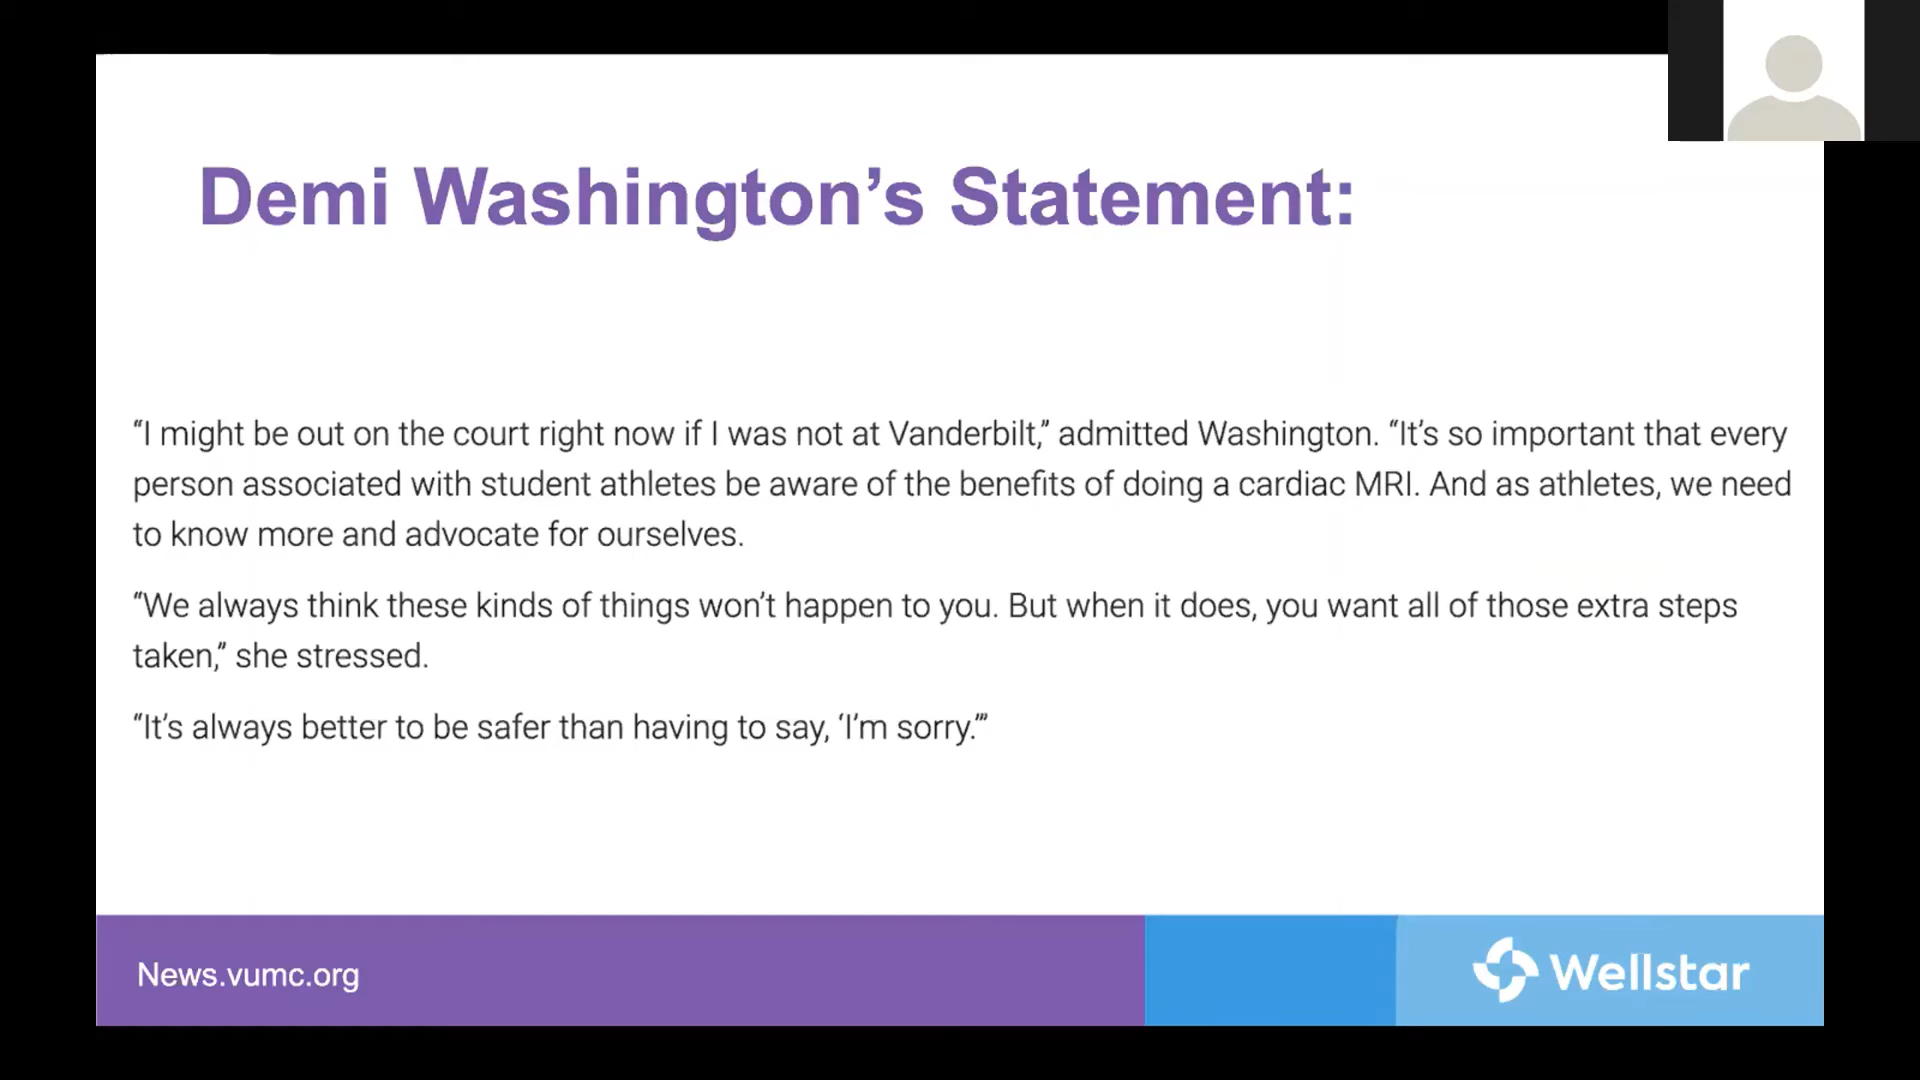 Demi Washington’s Statement:
“I might be out on the court right now if I was not at Vanderbilt,” admitted Washington. “It’s so important that every
person associated with student athletes be aware of the benefits of doing a cardiac MRI. And as athletes, we need
to know more and advocate for ourselves.
“We always think these kinds of things won’t happen to you. But when it does, you want all of those extra steps
taken,” she stressed.
“It’s always better to be safer than having to say, ‘I’m sorry.’”
News.vumc.org
Wellstar